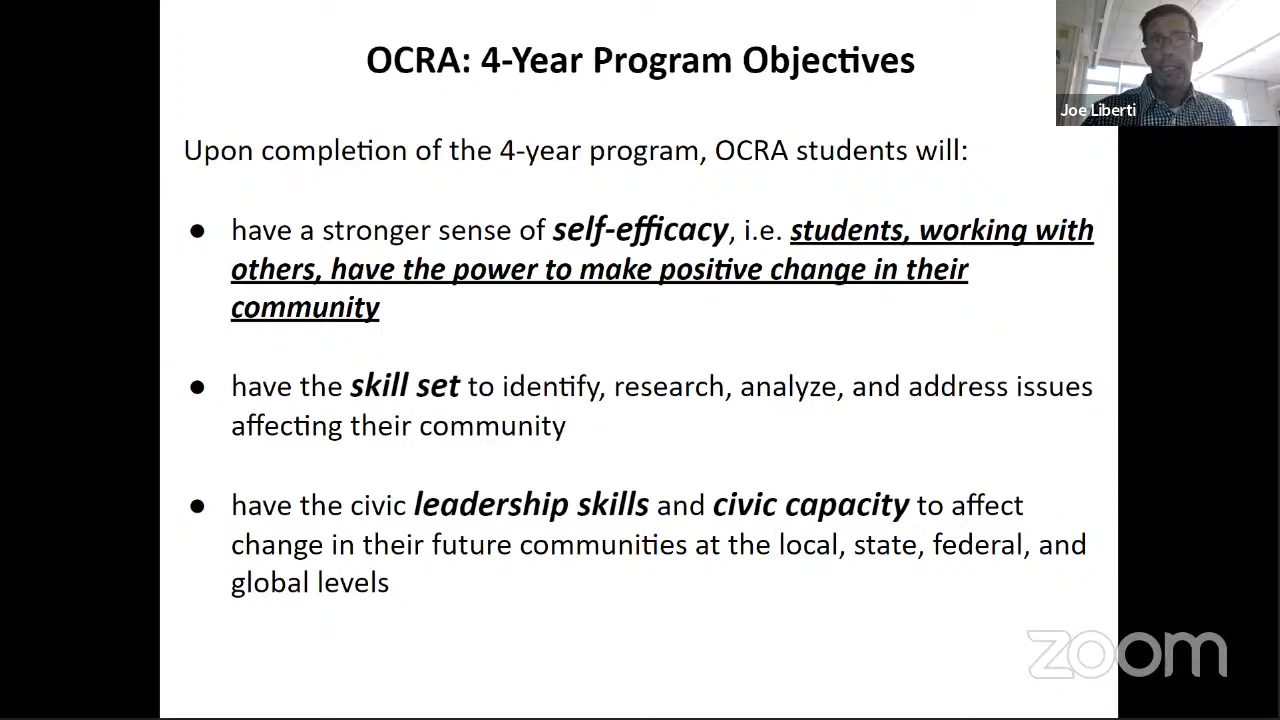 OCRA: 4-Year Program Objectives
Joe Liberti
Upon completion of the 4-year program, OCRA students will:
● have a stronger sense of self-efficacy, i.e. students, working with
others, have the power to make positive change in their
community
● have the skill set to identify, research, analyze, and address issues
affecting their community
● have the civic leadership skills and civic capacity to affect
change in their future communities at the local, state, federal, and
global levels
zoom